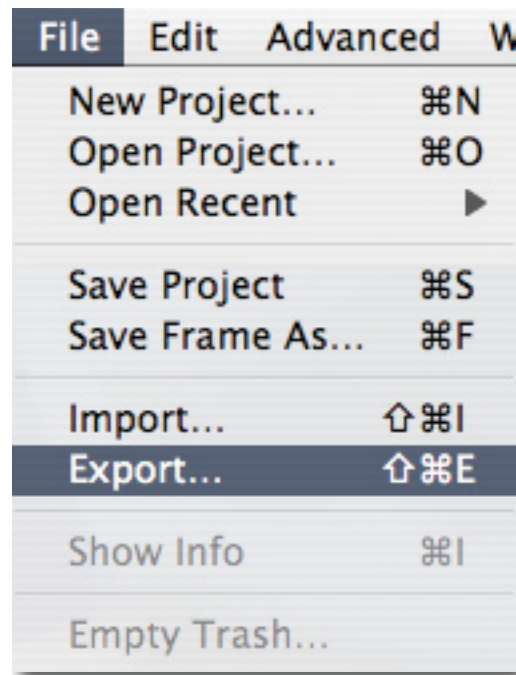 File Edit Advanced W
New Project... ⌘N
Open Project... ⌘O
Open Recent ▶
Save Project ⌘S
Save Frame As... ⌘F
Import... ⇧⌘I
Export... ⇧⌘E
Show Info ⌘I
Empty Trash...